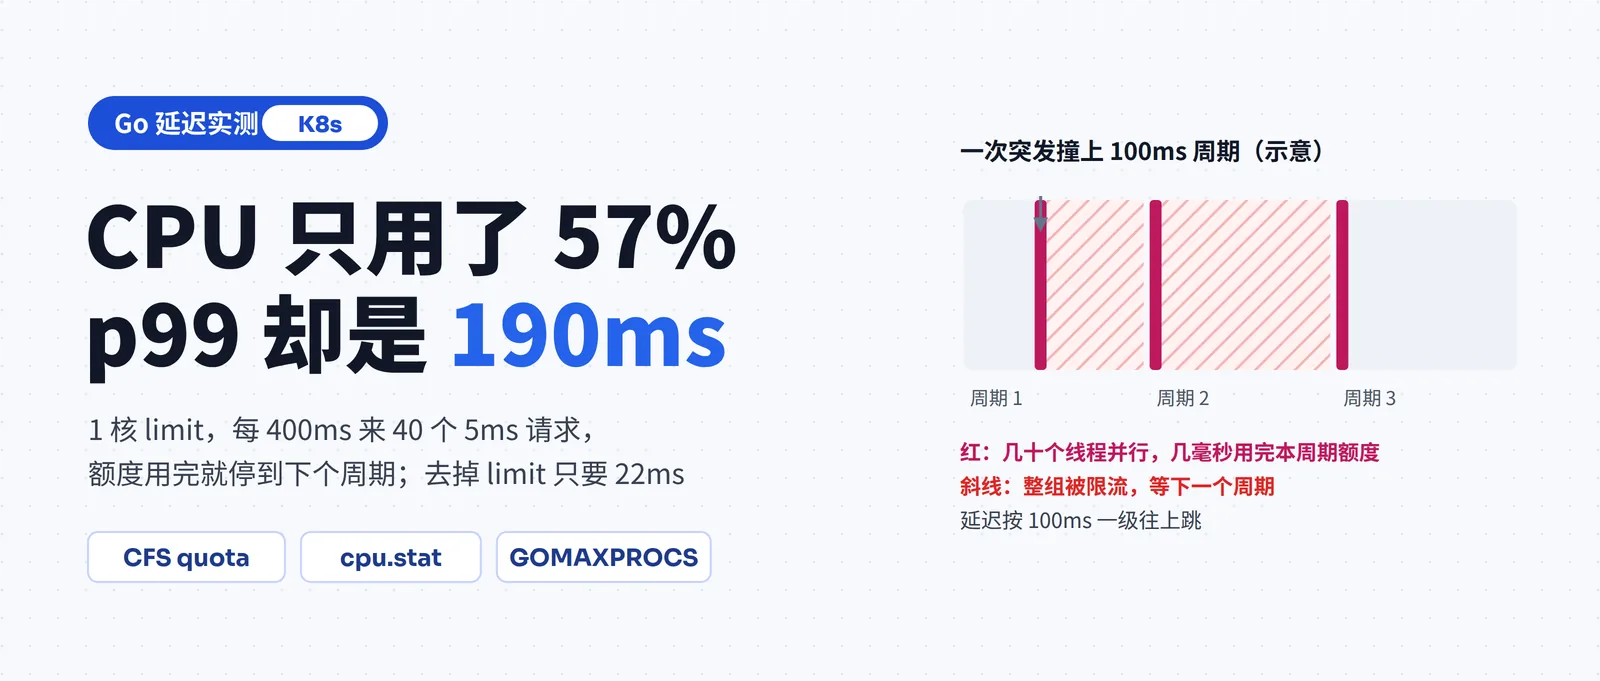 Go 延迟实测 K8s
CPU 只用了 57%
p99 却是 190ms
1 核 limit，每 400ms 来 40 个 5ms 请求，
额度用完就停到下个周期；去掉 limit 只要 22ms
CFS quota
cpu.stat
GOMAXPROCS
一次突发撞上 100ms 周期（示意）
周期 1
周期 2
周期 3
红：几十个线程并行，几毫秒用完本周期额度
斜线：整组被限流，等下一个周期
延迟按 100ms 一级往上跳